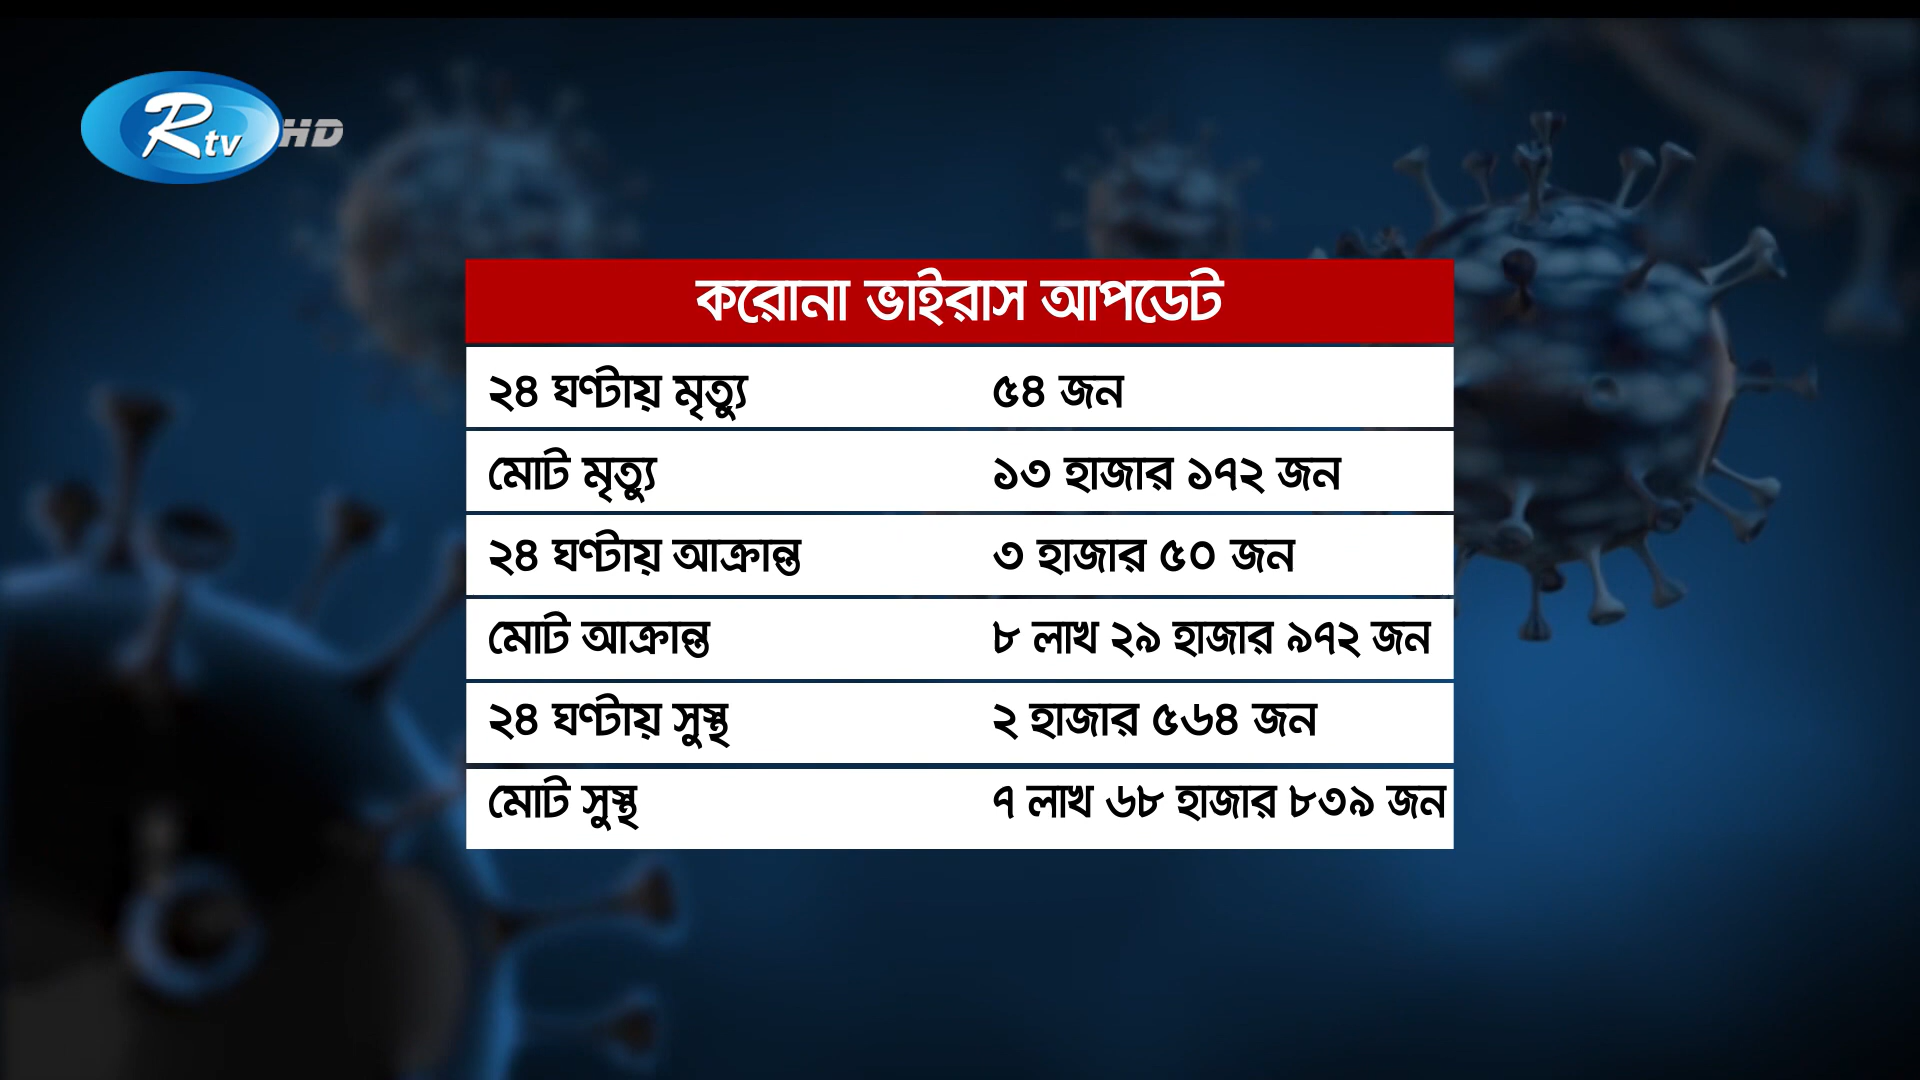 Rtv HD
করোনা ভাইরাস আপডেট
২৪ ঘণ্টায় মৃত্যু ৫৪ জন
মোট মৃত্যু ১৩ হাজার ১৭২ জন
২৪ ঘণ্টায় আক্রান্ত ৩ হাজার ৫০ জন
মোট আক্রান্ত ৮ লাখ ২৯ হাজার ৯৭২ জন
২৪ ঘণ্টায় সুস্থ ২ হাজার ৫৬৪ জন
মোট সুস্থ ৭ লাখ ৬৮ হাজার ৮৩৯ জন